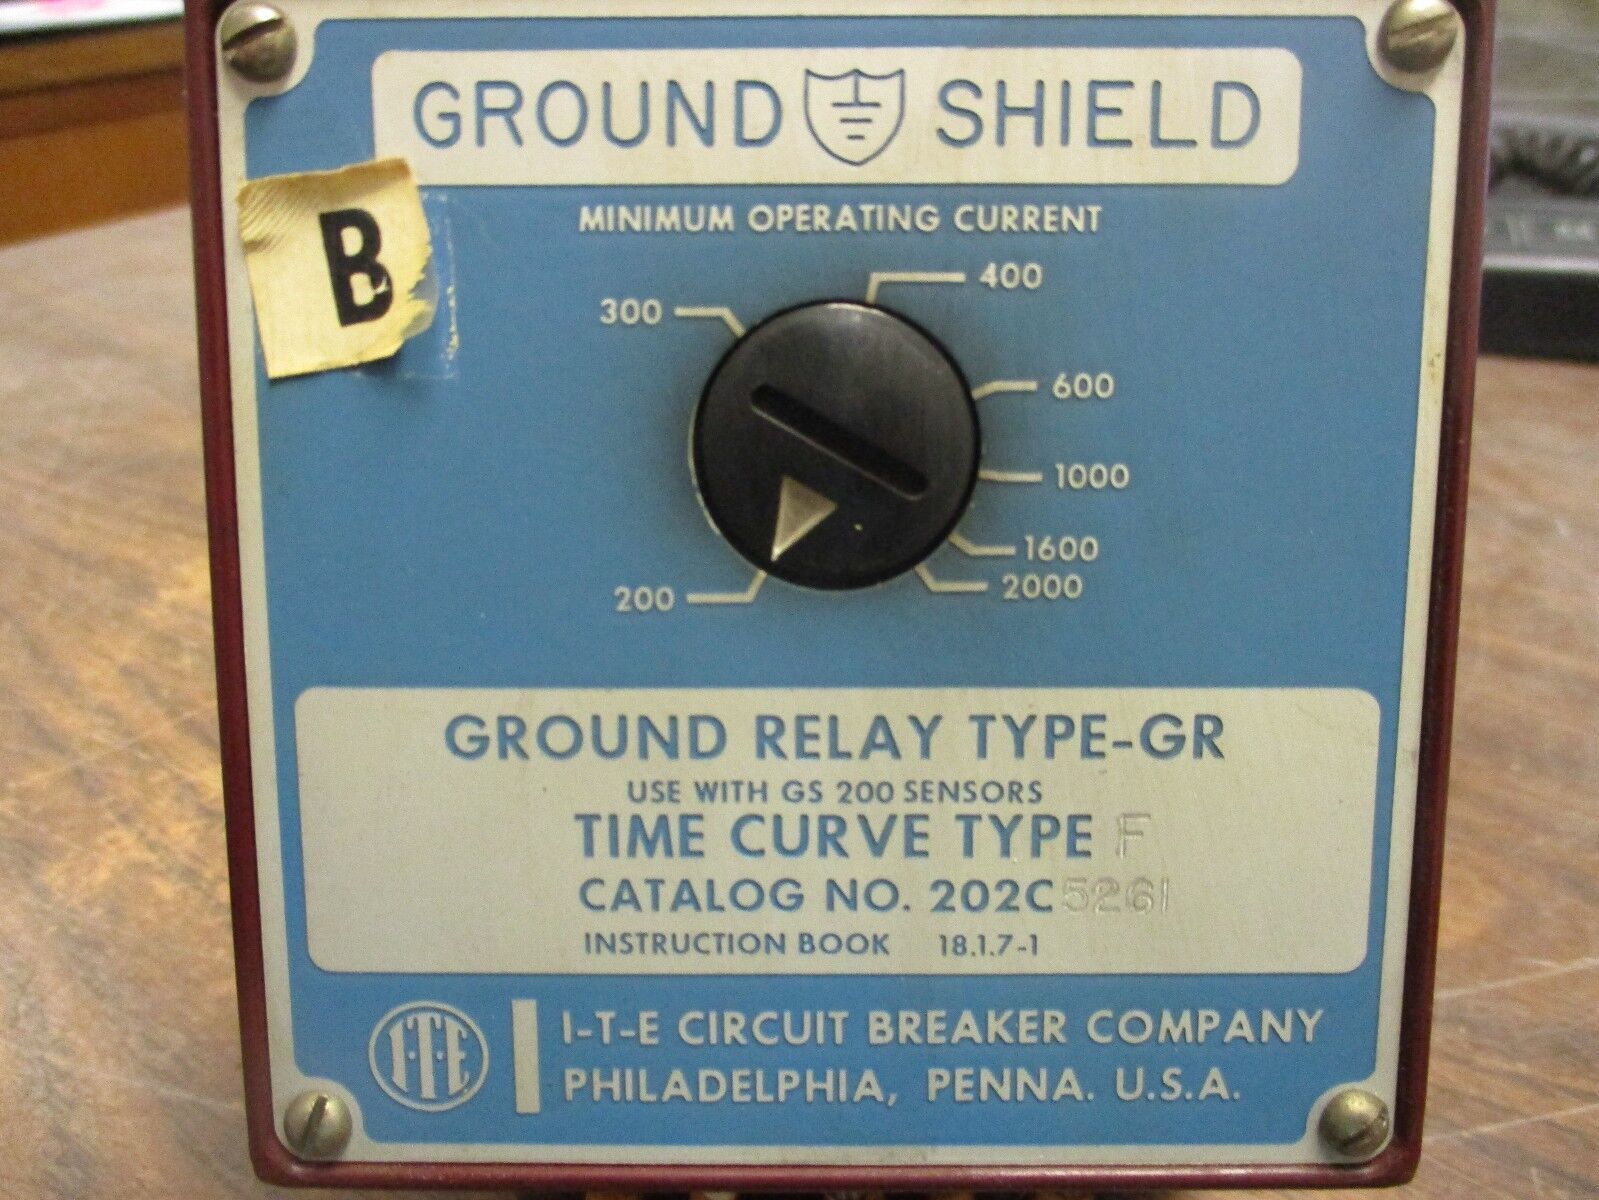 GROUND SHIELD
B
MINIMUM OPERATING CURRENT
400
300
600
1000
1600
2000
200
GROUND RELAY TYPE-GR
USE WITH GS 200 SENSORS
TIME CURVE TYPE F
CATALOG NO. 202C5261
INSTRUCTION BOOK 18.1.7-1
I-T-E
I-T-E CIRCUIT BREAKER COMPANY
PHILADELPHIA, PENNA. U.S.A.